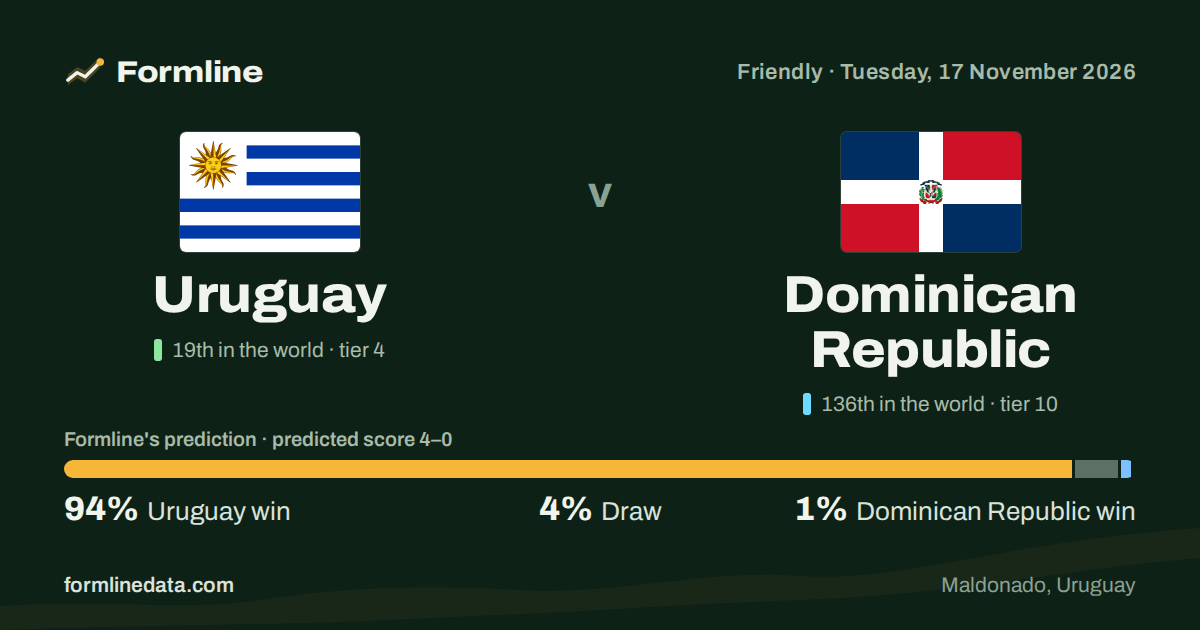 Formline
Friendly · Tuesday, 17 November 2026
V
Uruguay
19th in the world · tier 4
Dominican
Republic
136th in the world · tier 10
Formline's prediction · predicted score 4–0
94% Uruguay win
4% Draw
1% Dominican Republic win
formlinedata.com
Maldonado, Uruguay